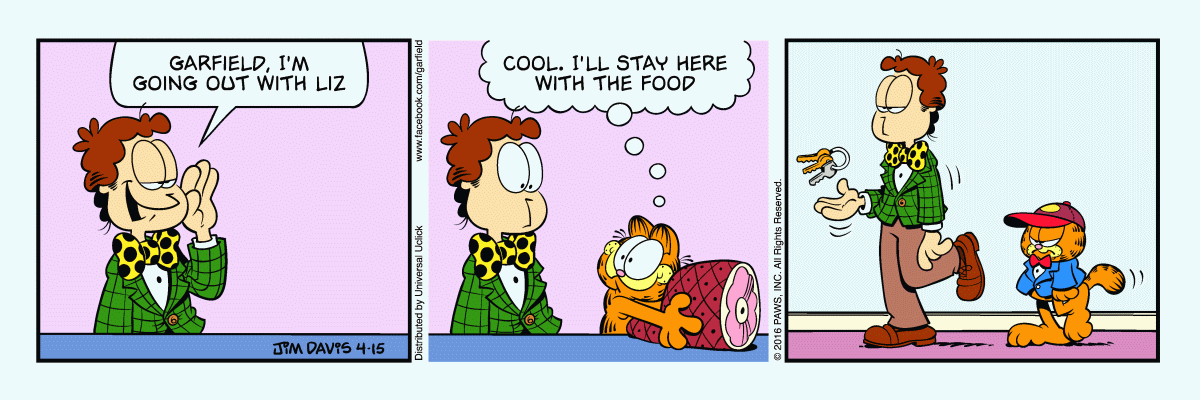 GARFIELD, I'M
GOING OUT WITH LIZ
JIM DAVIS 4-15
www.facebook.com/garfield
Distributed by Universal Uclick
COOL. I'LL STAY HERE
WITH THE FOOD
© 2016 PAWS, INC. All Rights Reserved.